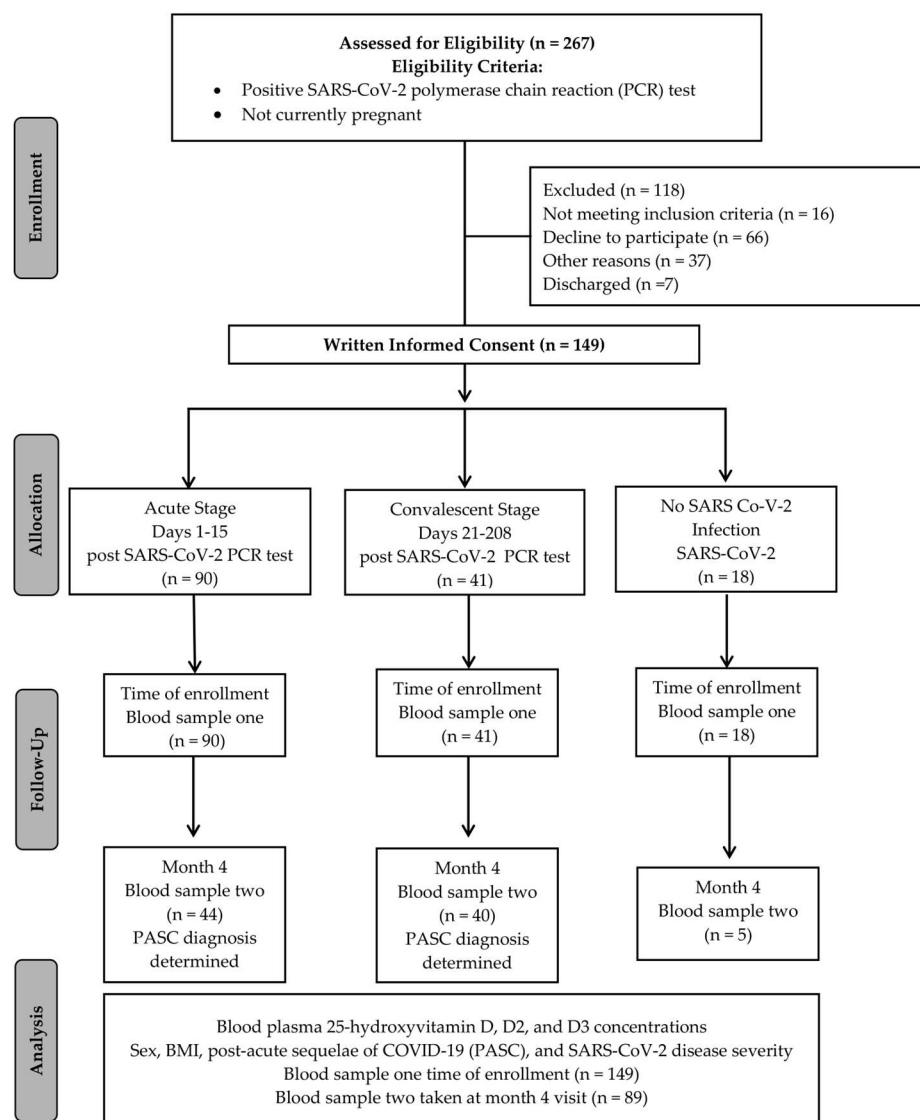 Assessed for Eligibility (n = 267)
Eligibility Criteria:
• Positive SARS-CoV-2 polymerase chain reaction (PCR) test
• Not currently pregnant
Enrollment
Excluded (n = 118)
Not meeting inclusion criteria (n = 16)
Decline to participate (n = 66)
Other reasons (n = 37)
Discharged (n =7)
Written Informed Consent (n = 149)
Allocation
Acute Stage
Days 1-15
post SARS-CoV-2 PCR test
(n = 90)
Convalescent Stage
Days 21-208
post SARS-CoV-2 PCR test
(n = 41)
No SARS Co-V-2
Infection
SARS-CoV-2
(n = 18)
Follow-Up
Time of enrollment
Blood sample one
(n = 90)
Time of enrollment
Blood sample one
(n = 41)
Time of enrollment
Blood sample one
(n = 18)
Month 4
Blood sample two
(n = 44)
PASC diagnosis
determined
Month 4
Blood sample two
(n = 40)
PASC diagnosis
determined
Month 4
Blood sample two
(n = 5)
Analysis
Blood plasma 25-hydroxyvitamin D, D2, and D3 concentrations
Sex, BMI, post-acute sequelae of COVID-19 (PASC), and SARS-CoV-2 disease severity
Blood sample one time of enrollment (n = 149)
Blood sample two taken at month 4 visit (n = 89)